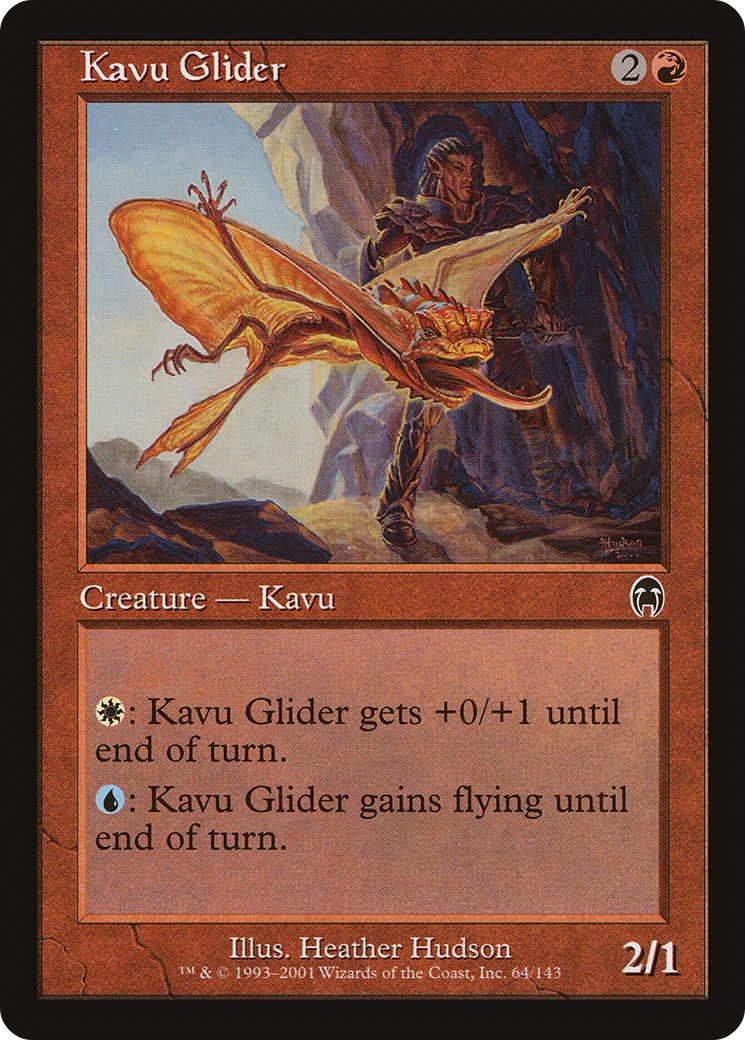 Kavu Glider 2
Hudson
Creature — Kavu
: Kavu Glider gets +0/+1 until
end of turn.
: Kavu Glider gains flying until
end of turn.
Illus. Heather Hudson
™ & © 1993–2001 Wizards of the Coast, Inc. 64/143
2/1